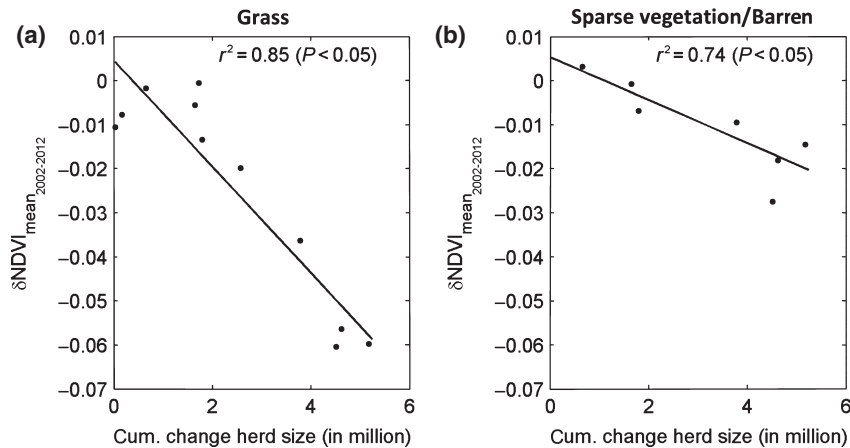 (a)
Grass
r² = 0.85 (P < 0.05)
0.01
0
−0.01
−0.02
−0.03
−0.04
−0.05
−0.06
−0.07
δNDVImean2002-2012
0 2 4 6
Cum. change herd size (in million)
(b)
Sparse vegetation/Barren
r² = 0.74 (P < 0.05)
0.01
0
−0.01
−0.02
−0.03
−0.04
−0.05
−0.06
−0.07
δNDVImean2002-2012
0 2 4 6
Cum. change herd size (in million)